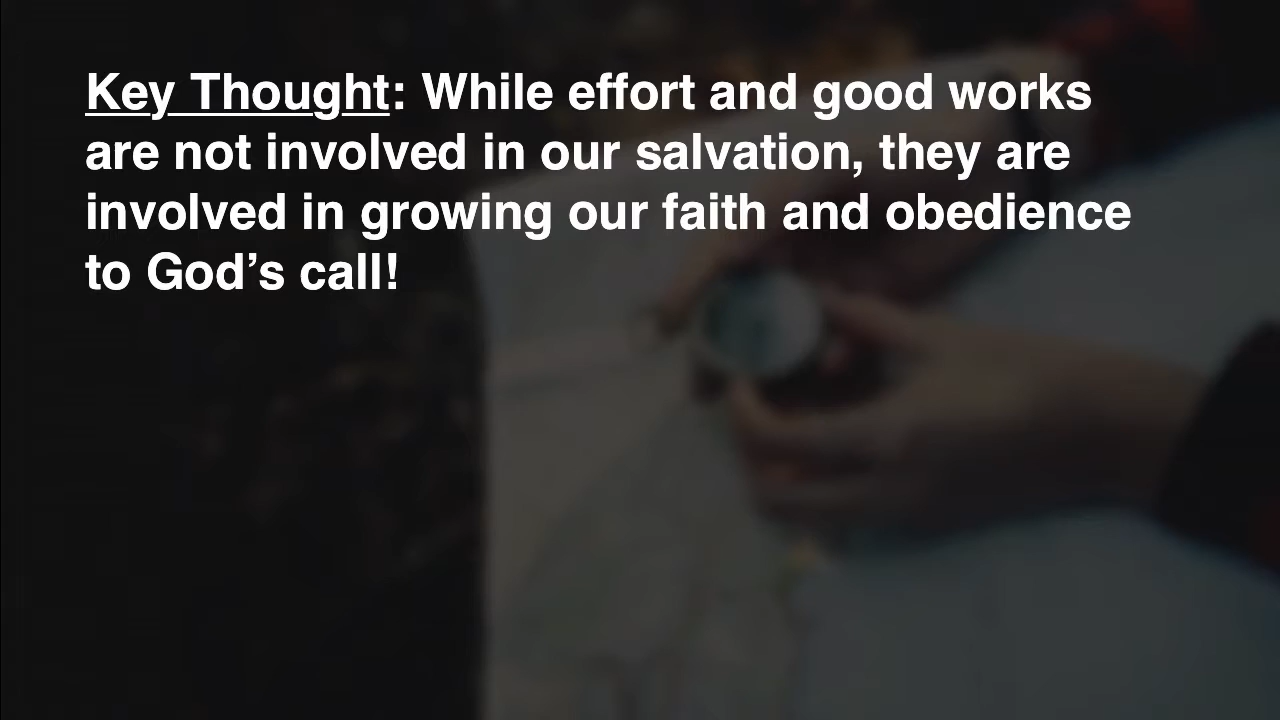 Key Thought: While effort and good works
are not involved in our salvation, they are
involved in growing our faith and obedience
to God’s call!